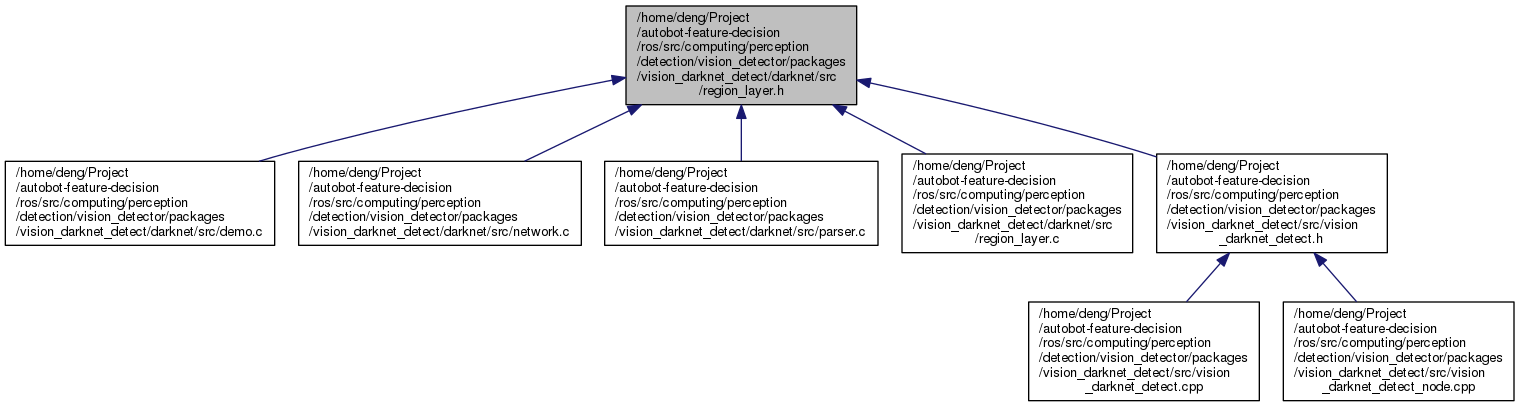 /home/deng/Project
/autobot-feature-decision
/ros/src/computing/perception
/detection/vision_detector/packages
/vision_darknet_detect/darknet/src
/region_layer.h
/home/deng/Project
/autobot-feature-decision
/ros/src/computing/perception
/detection/vision_detector/packages
/vision_darknet_detect/darknet/src/demo.c
/home/deng/Project
/autobot-feature-decision
/ros/src/computing/perception
/detection/vision_detector/packages
/vision_darknet_detect/darknet/src/network.c
/home/deng/Project
/autobot-feature-decision
/ros/src/computing/perception
/detection/vision_detector/packages
/vision_darknet_detect/darknet/src/parser.c
/home/deng/Project
/autobot-feature-decision
/ros/src/computing/perception
/detection/vision_detector/packages
/vision_darknet_detect/darknet/src
/region_layer.c
/home/deng/Project
/autobot-feature-decision
/ros/src/computing/perception
/detection/vision_detector/packages
/vision_darknet_detect/src/vision
_darknet_detect.h
/home/deng/Project
/autobot-feature-decision
/ros/src/computing/perception
/detection/vision_detector/packages
/vision_darknet_detect/src/vision
_darknet_detect.cpp
/home/deng/Project
/autobot-feature-decision
/ros/src/computing/perception
/detection/vision_detector/packages
/vision_darknet_detect/src/vision
_darknet_detect_node.cpp